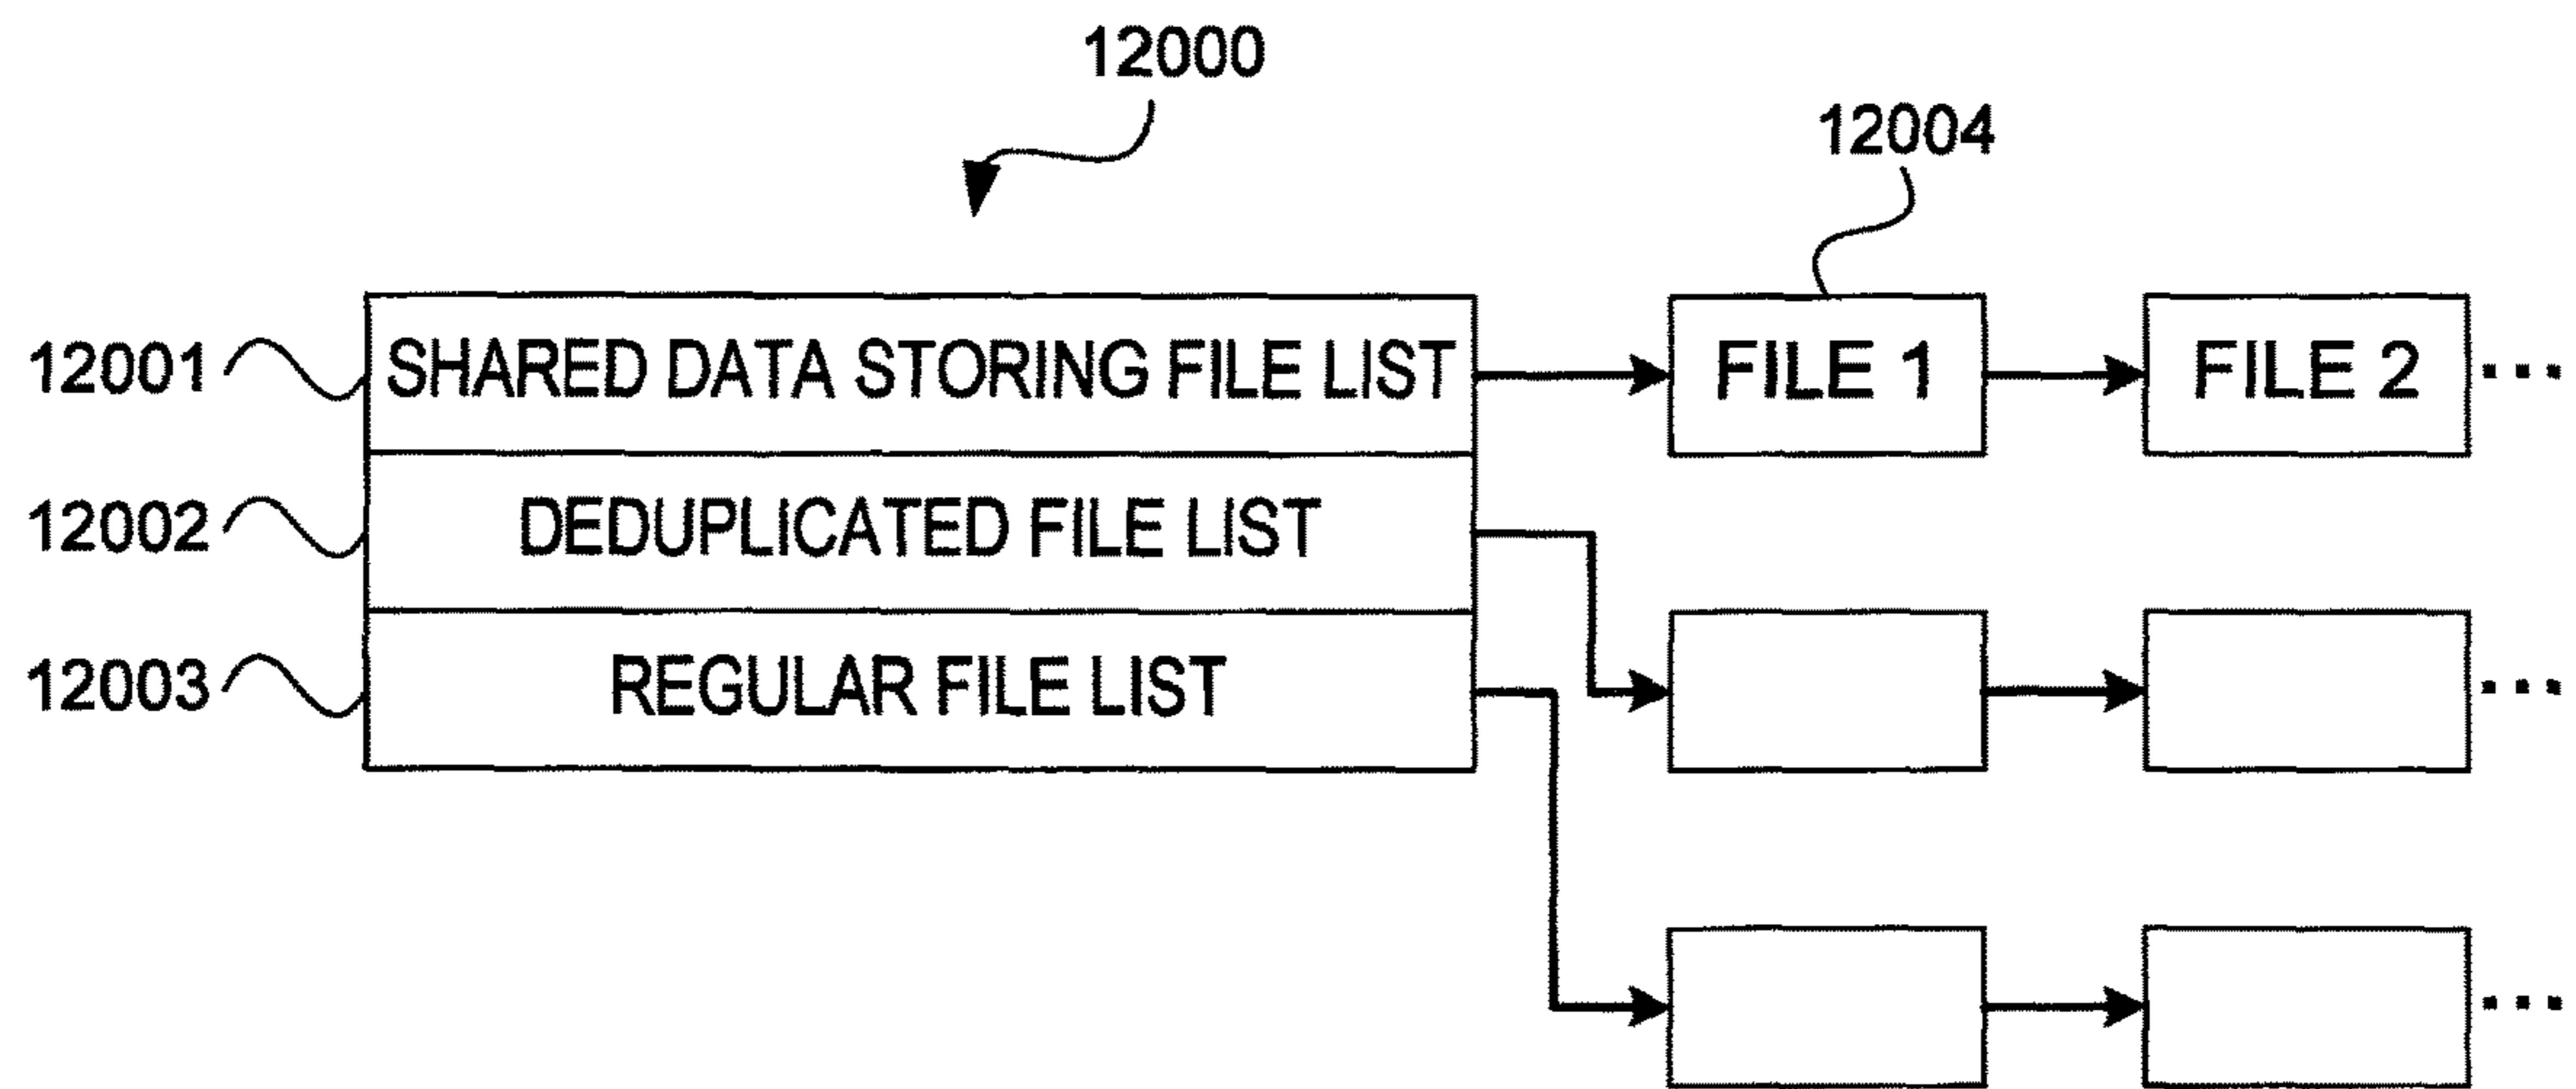 12000
12004
12001 SHARED DATA STORING FILE LIST FILE 1 FILE 2 ...
12002 DEDUPLICATED FILE LIST
...
12003 REGULAR FILE LIST
...